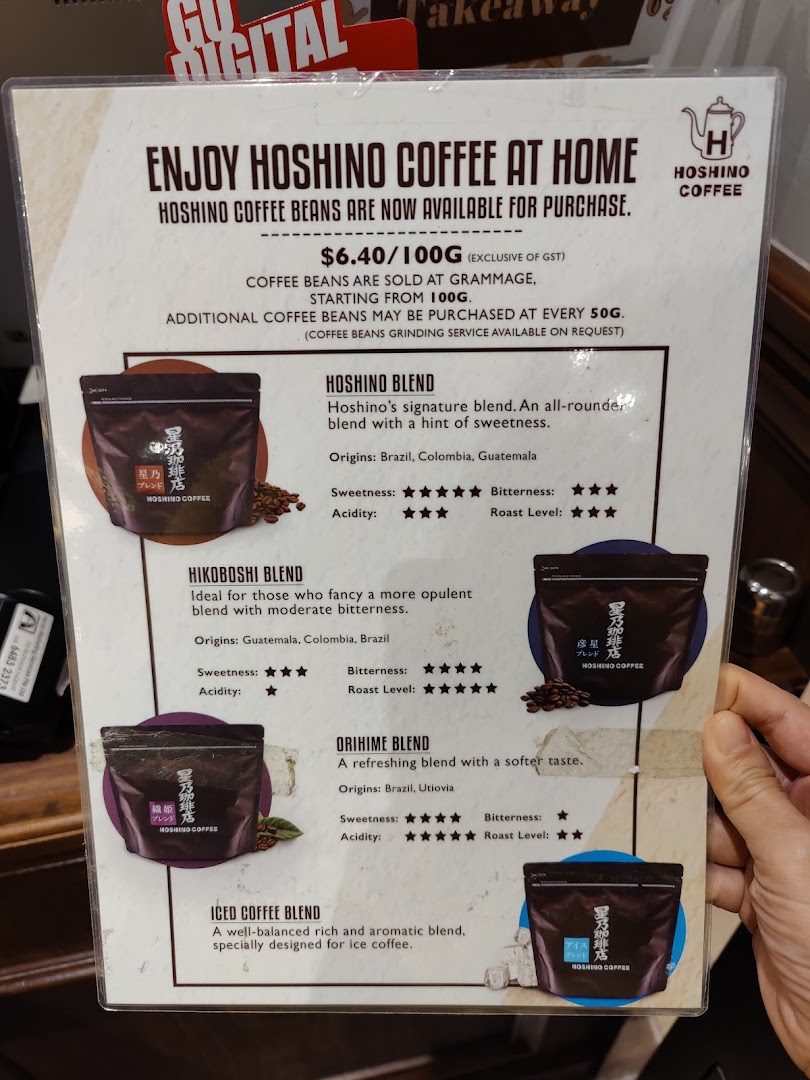 GO
DIGITAL
Takeaway
H
HOSHINO
COFFEE
ENJOY HOSHINO COFFEE AT HOME
HOSHINO COFFEE BEANS ARE NOW AVAILABLE FOR PURCHASE.
$6.40/100G (EXCLUSIVE OF GST)
COFFEE BEANS ARE SOLD AT GRAMMAGE,
STARTING FROM 100G.
ADDITIONAL COFFEE BEANS MAY BE PURCHASED AT EVERY 50G.
(COFFEE BEANS GRINDING SERVICE AVAILABLE ON REQUEST)
星乃珈琲店
星乃
ブレンド
HOSHINO COFFEE
HOSHINO BLEND
Hoshino's signature blend. An all-rounder
blend with a hint of sweetness.
Origins: Brazil, Colombia, Guatemala
Sweetness: ★★★★★ Bitterness: ★★★
Acidity: ★★★ Roast Level: ★★★
HIKOBOSHI BLEND
Ideal for those who fancy a more opulent
blend with moderate bitterness.
Origins: Guatemala, Colombia, Brazil
Sweetness: ★★★ Bitterness: ★★★★
Acidity: ★ Roast Level: ★★★★★
星乃珈琲店
彦星
ブレンド
HOSHINO COFFEE
星乃珈琲店
織姫
ブレンド
HOSHINO COFFEE
ORIHIME BLEND
A refreshing blend with a softer taste.
Origins: Brazil, Utiovia
Sweetness: ★★★★ Bitterness: ★
Acidity: ★★★★★ Roast Level: ★★
ICED COFFEE BLEND
A well-balanced rich and aromatic blend,
specially designed for ice coffee.
星乃珈琲店
アイス
ブレンド
HOSHINO COFFEE
6483 2373